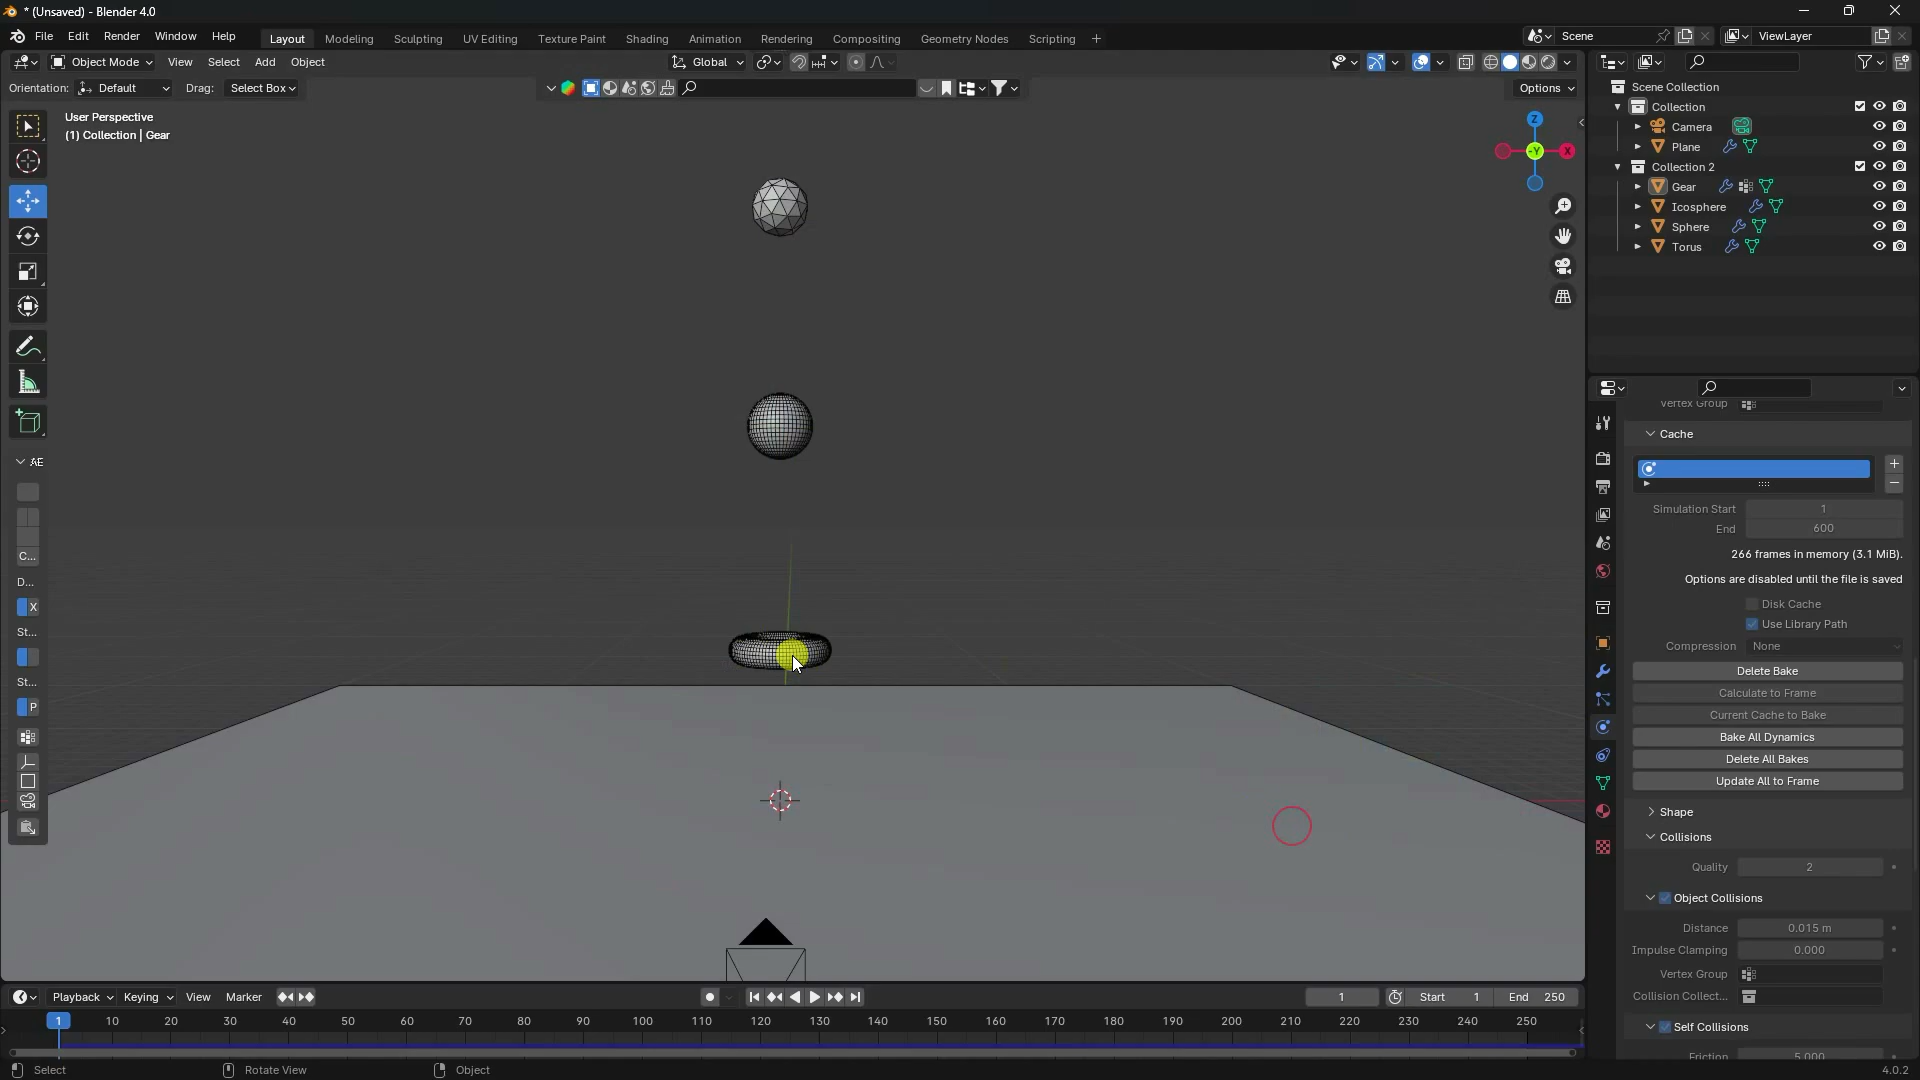 * (Unsaved) - Blender 4.0
File Edit Render Window Help
Layout Modeling Sculpting UV Editing Texture Paint Shading Animation Rendering Compositing Geometry Nodes Scripting +
Scene
ViewLayer
Object Mode View Select Add Object
Global
Orientation: Default Drag: Select Box
Options
User Perspective
(1) Collection | Gear
Z
-Y
X
AE
C...
D...
X
St...
St...
P
Scene Collection
Collection
Camera
Plane
Collection 2
Gear
Icosphere
Sphere
Torus
Vertex Group
Cache
Simulation Start 1
End 600
266 frames in memory (3.1 MiB).
Options are disabled until the file is saved
Disk Cache
Use Library Path
Compression None
Delete Bake
Calculate to Frame
Current Cache to Bake
Bake All Dynamics
Delete All Bakes
Update All to Frame
Shape
Collisions
Quality 2
Object Collisions
Distance 0.015 m
Impulse Clamping 0.000
Vertex Group
Collision Collect...
Self Collisions
Friction 5.000
Playback Keying View Marker
1 Start 1 End 250
1 10 20 30 40 50 60 70 80 90 100 110 120 130 140 150 160 170 180 190 200 210 220 230 240 250
Select Rotate View Object
4.0.2